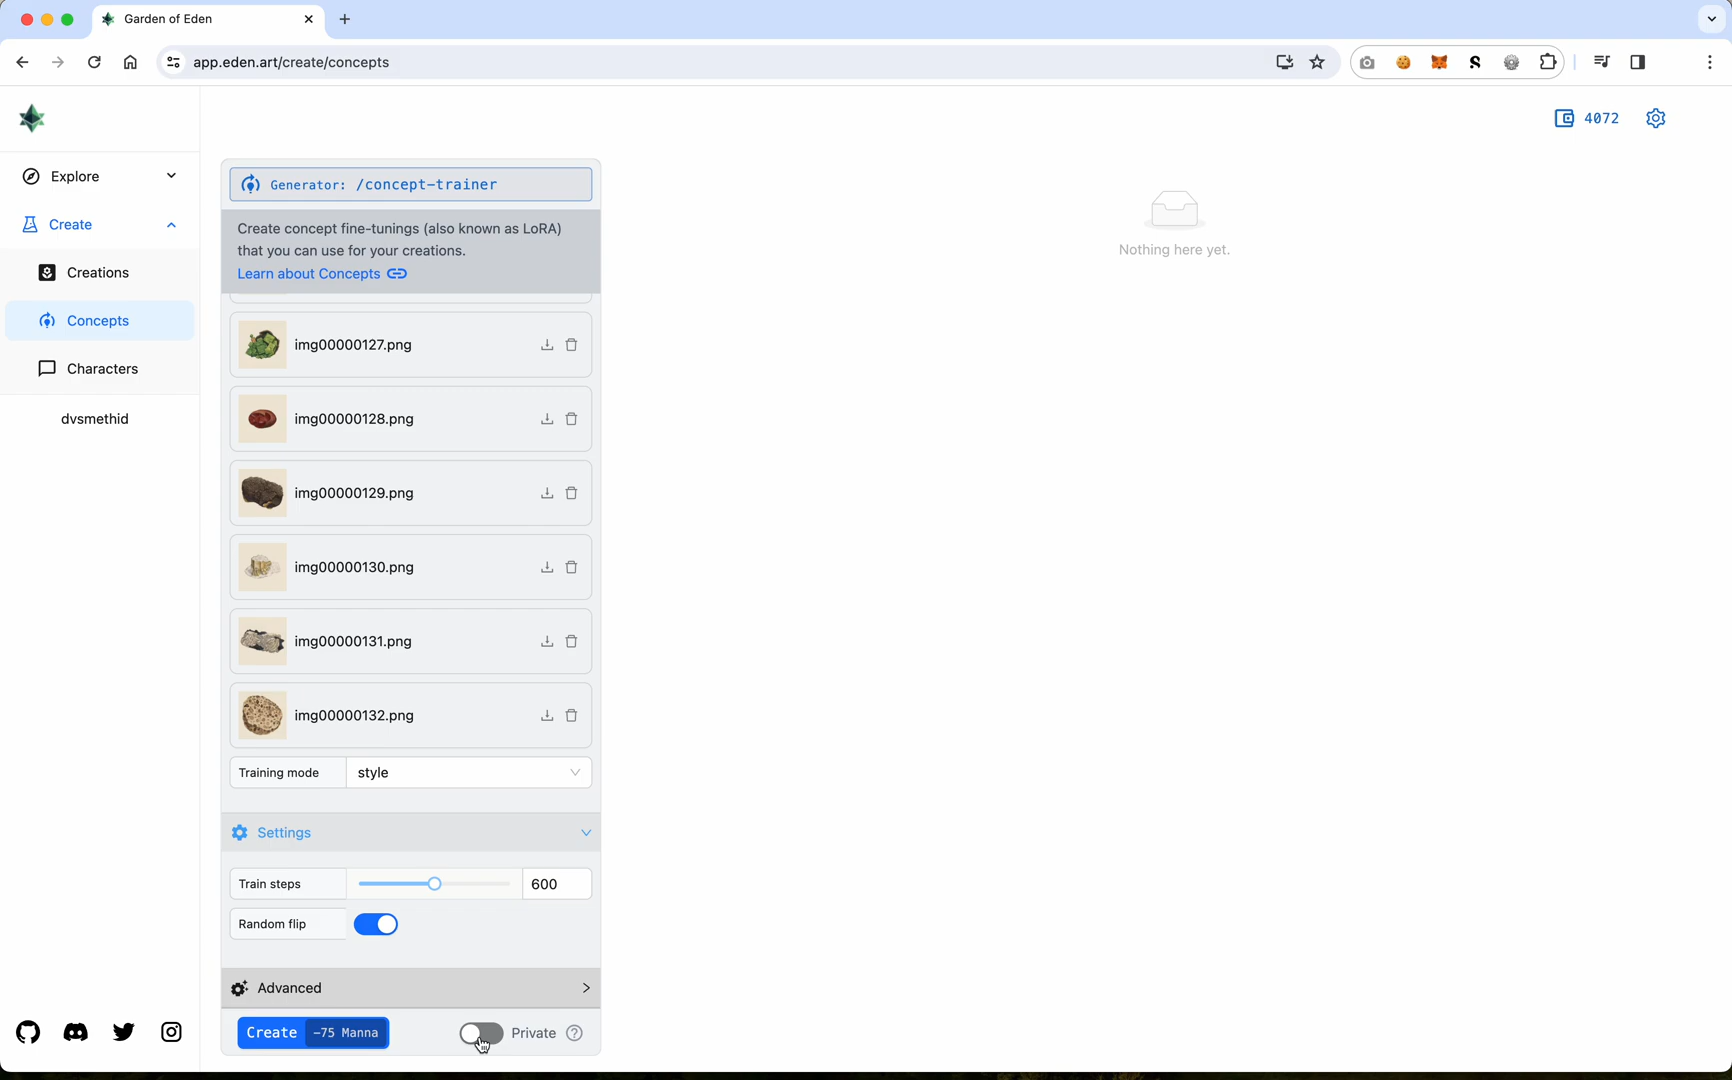 Garden of Eden
app.eden.art/create/concepts
S
4072
Explore
Create
Creations
Concepts
Characters
dvsmethid
Generator: /concept-trainer
Create concept fine-tunings (also known as LoRA)
that you can use for your creations.
Learn about Concepts
img00000127.png
img00000128.png
img00000129.png
img00000130.png
img00000131.png
img00000132.png
Training mode style
Settings
Train steps 600
Random flip
Advanced
Create -75 Manna Private ?
Nothing here yet.